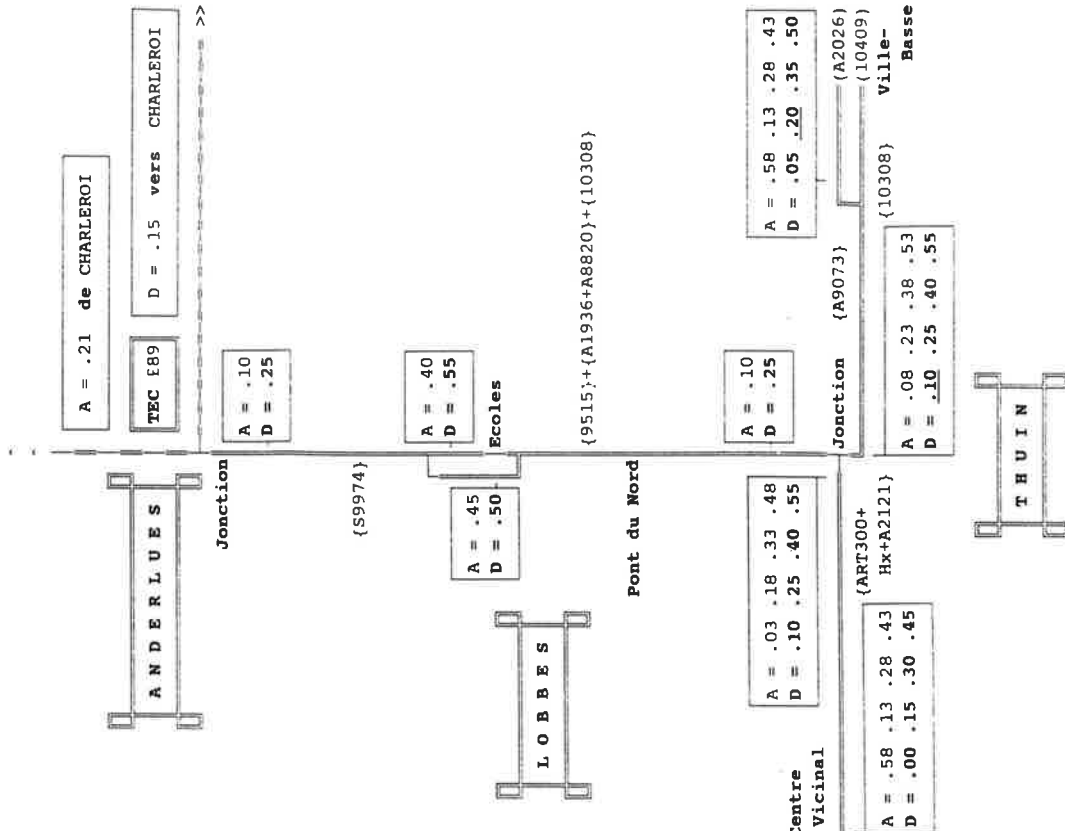 A = .21 de CHARLEROI
TEC E89
D = .15 vers CHARLEROI
>>
ANDERLUES
Jonction
A = .10
D = .25
{S9974}
A = .40
D = .55
A = .45
D = .50
Ecoles
LOBBES
{9515}+{A1936+A8820}+{10308}
Pont du Nord
A = .10
D = .25
A = .03 .18 .33 .48
D = .10 .25 .40 .55
A = .58 .13 .28 .43
D = .05 .20 .35 .50
Centre
Vicinal
Jonction
{A9073}
{A2026)
(10409}
Ville-
Basse
{ART300+
Hx+A2121}
{10308}
A = .58 .13 .28 .43
D = .00 .15 .30 .45
A = .08 .23 .38 .53
D = .10 .25 .40 .55
THUIN